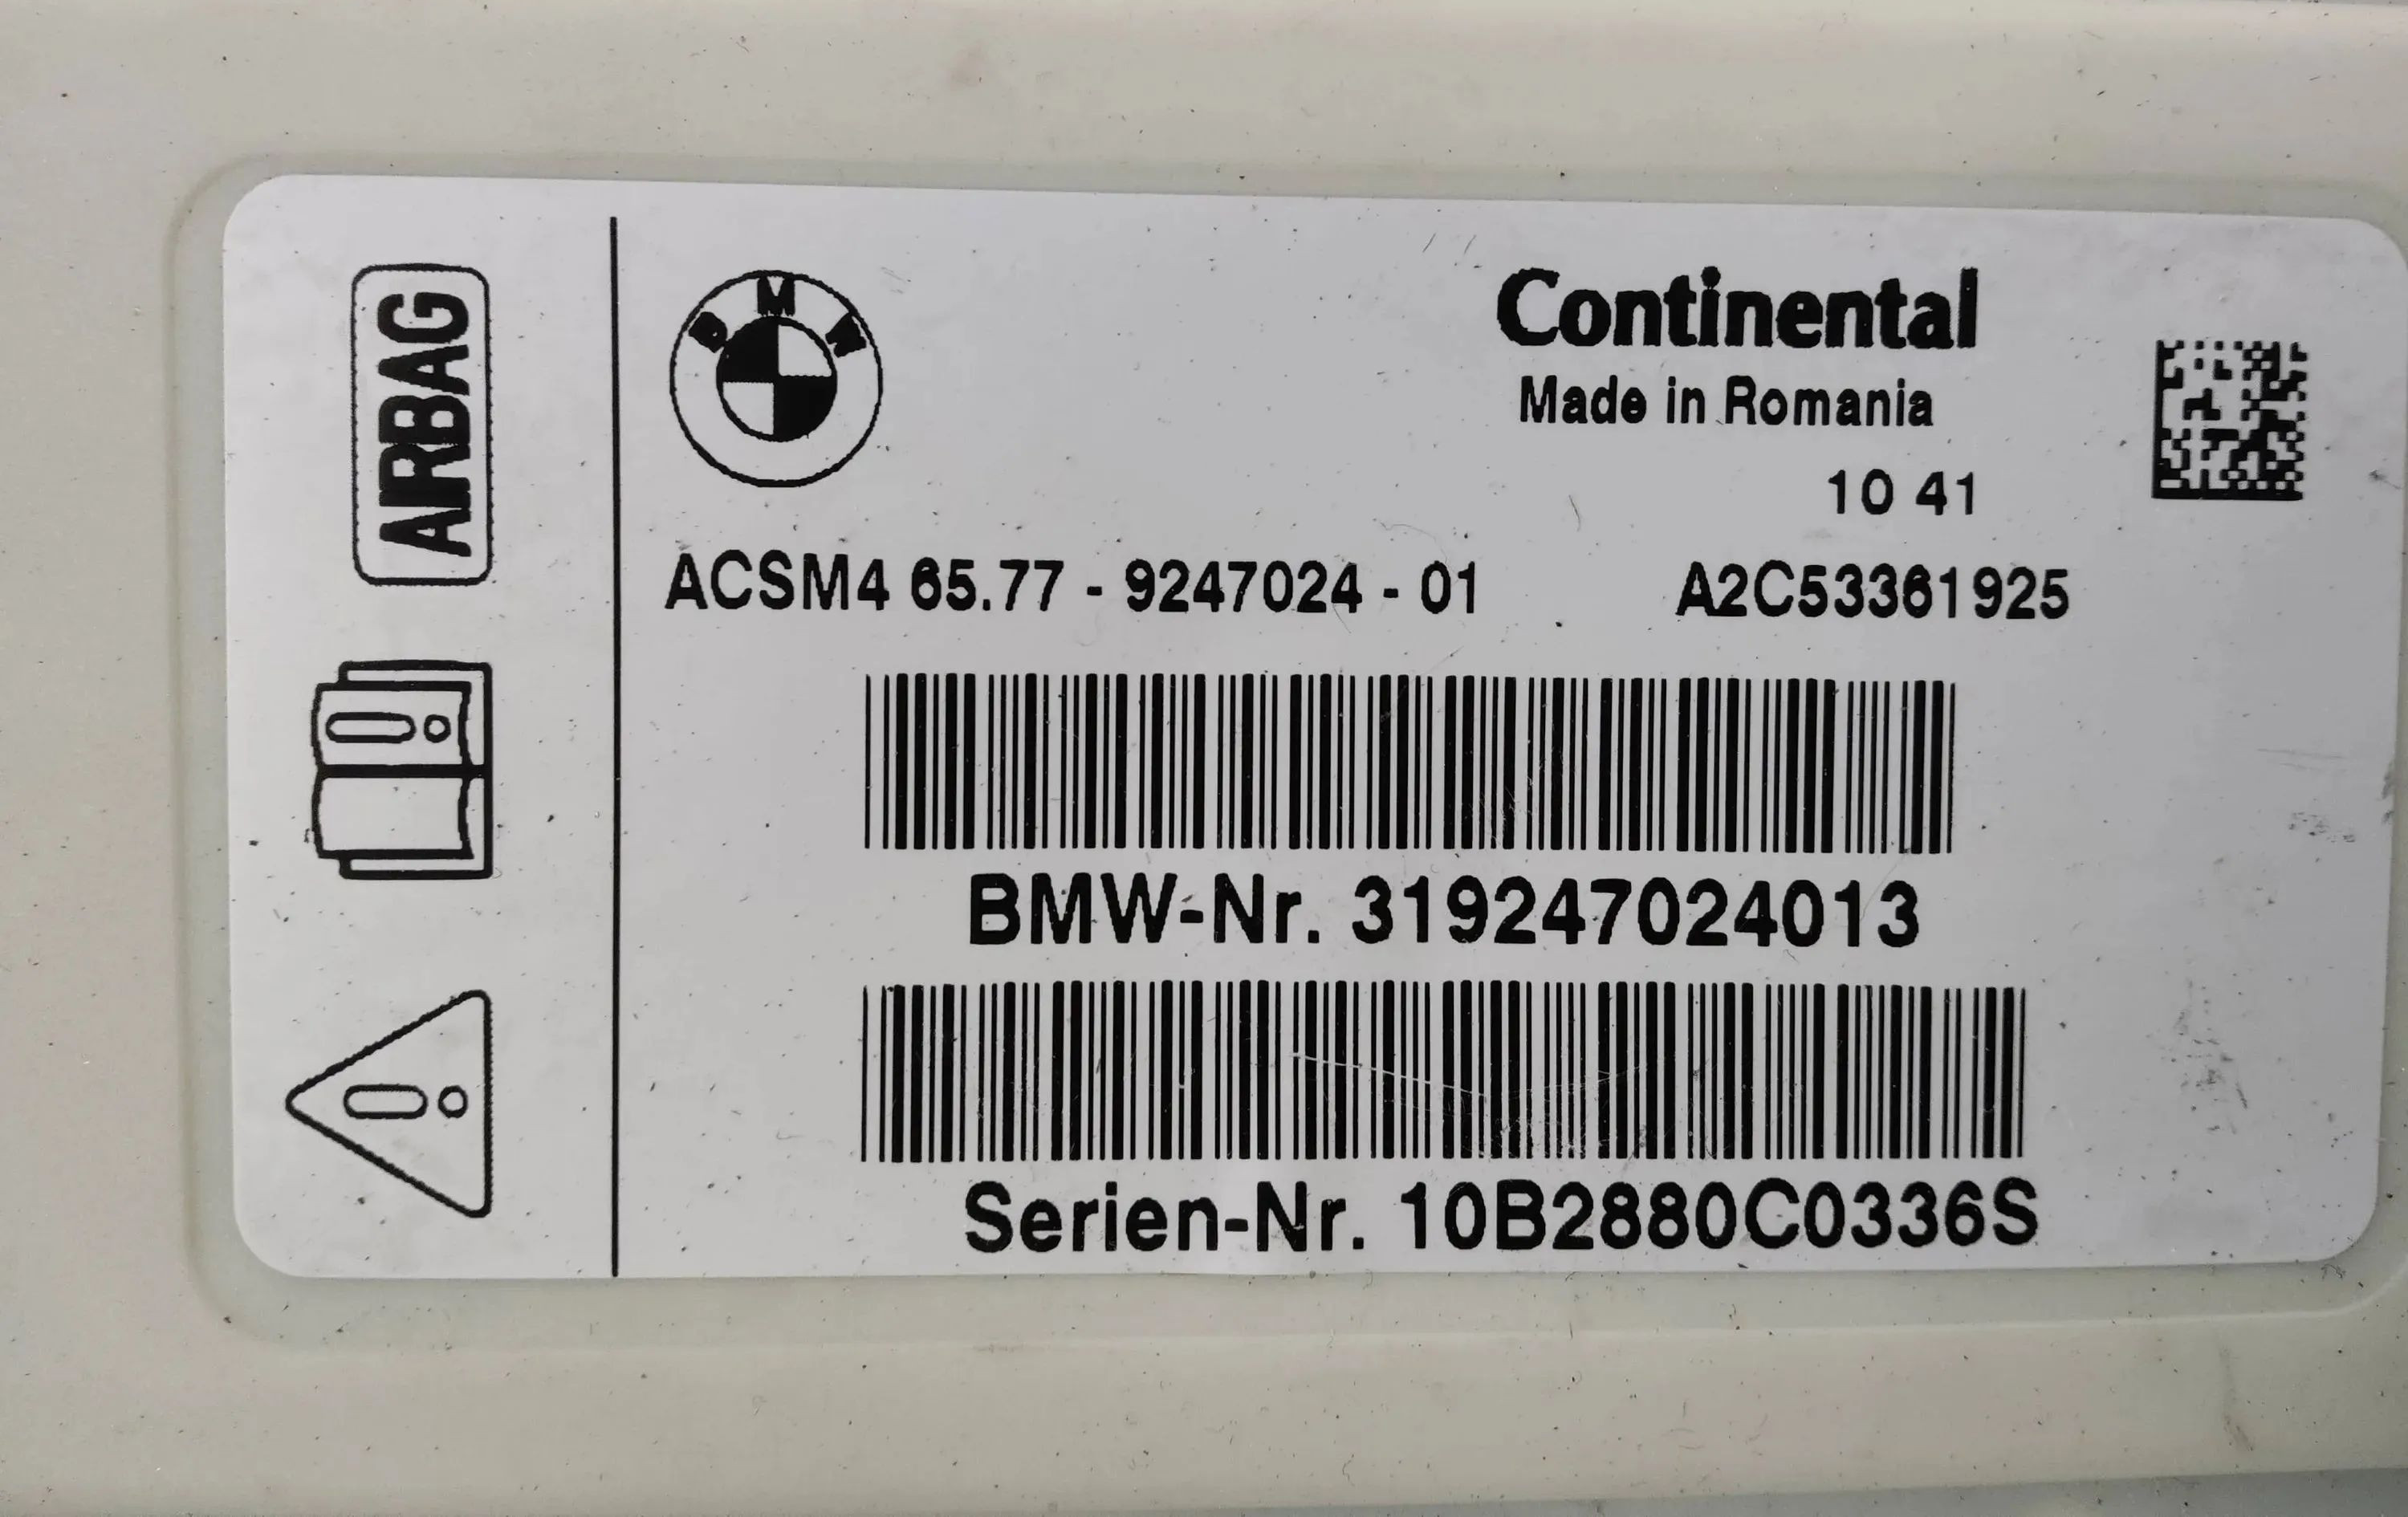 AIRBAG
BMW
Continental
Made in Romania
10 41
ACSM4 65.77 - 9247024 - 01 A2C53361925
BMW-Nr. 319247024013
Serien-Nr. 10B2880C0336S